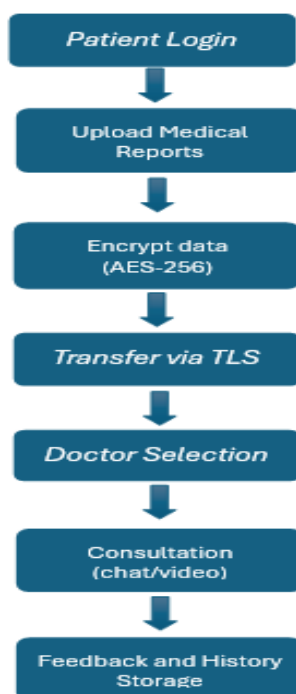 Patient Login
Upload Medical
Reports
Encrypt data
(AES-256)
Transfer via TLS
Doctor Selection
Consultation
(chat/video)
Feedback and History
Storage